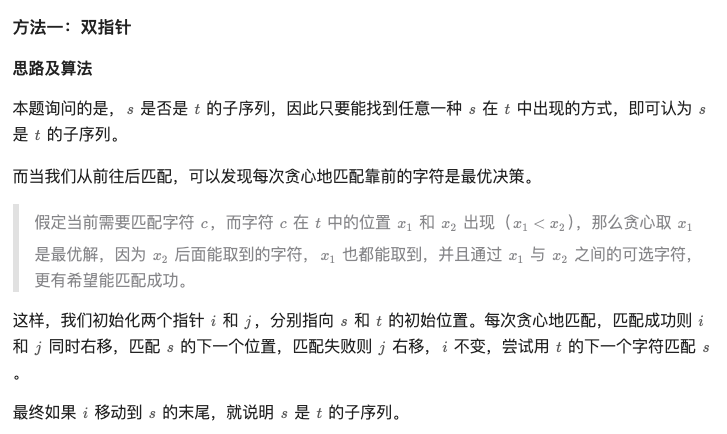 方法一：双指针
思路及算法
本题询问的是，s 是否是 t 的子序列，因此只要能找到任意一种 s 在 t 中出现的方式，即可认为 s
是 t 的子序列。
而当我们从前往后匹配，可以发现每次贪心地匹配靠前的字符是最优决策。
假定当前需要匹配字符 c，而字符 c 在 t 中的位置 x₁ 和 x₂ 出现（x₁ < x₂），那么贪心取 x₁
是最优解，因为 x₂ 后面能取到的字符，x₁ 也都能取到，并且通过 x₁ 与 x₂ 之间的可选字符，
更有希望能匹配成功。
这样，我们初始化两个指针 i 和 j，分别指向 s 和 t 的初始位置。每次贪心地匹配，匹配成功则 i
和 j 同时右移，匹配 s 的下一个位置，匹配失败则 j 右移，i 不变，尝试用 t 的下一个字符匹配 s
。
最终如果 i 移动到 s 的末尾，就说明 s 是 t 的子序列。